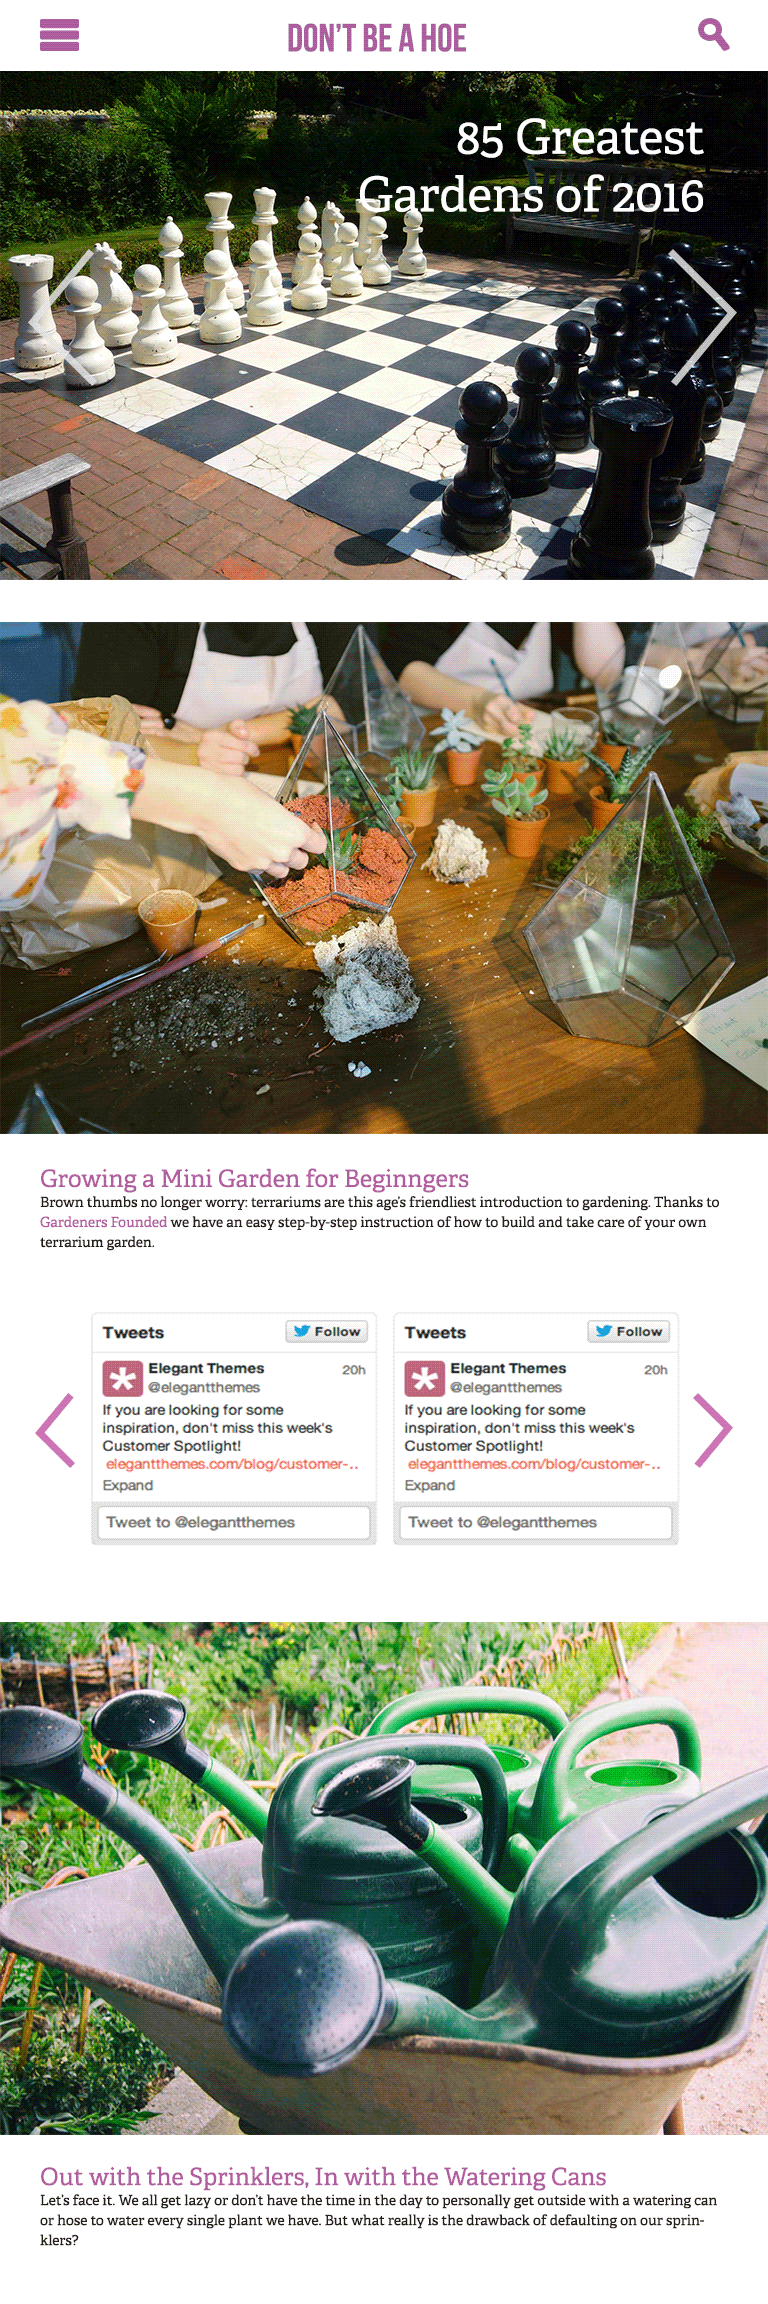 DON'T BE A HOE
85 Greatest
Gardens of 2016
Growing a Mini Garden for Beginngers
Brown thumbs no longer worry: terrariums are this age's friendliest introduction to gardening. Thanks to
Gardeners Founded we have an easy step-by-step instruction of how to build and take care of your own
terrarium garden.
Tweets Follow
Elegant Themes 20h
@elegantthemes
If you are looking for some
inspiration, don't miss this week's
Customer Spotlight!
elegantthemes.com/blog/customer-..
Expand
Tweet to @elegantthemes
Tweets Follow
Elegant Themes 20h
@elegantthemes
If you are looking for some
inspiration, don't miss this week's
Customer Spotlight!
elegantthemes.com/blog/customer-..
Expand
Tweet to @elegantthemes
Out with the Sprinklers, In with the Watering Cans
Let's face it. We all get lazy or don't have the time in the day to personally get outside with a watering can
or hose to water every single plant we have. But what really is the drawback of defaulting on our sprin-
klers?